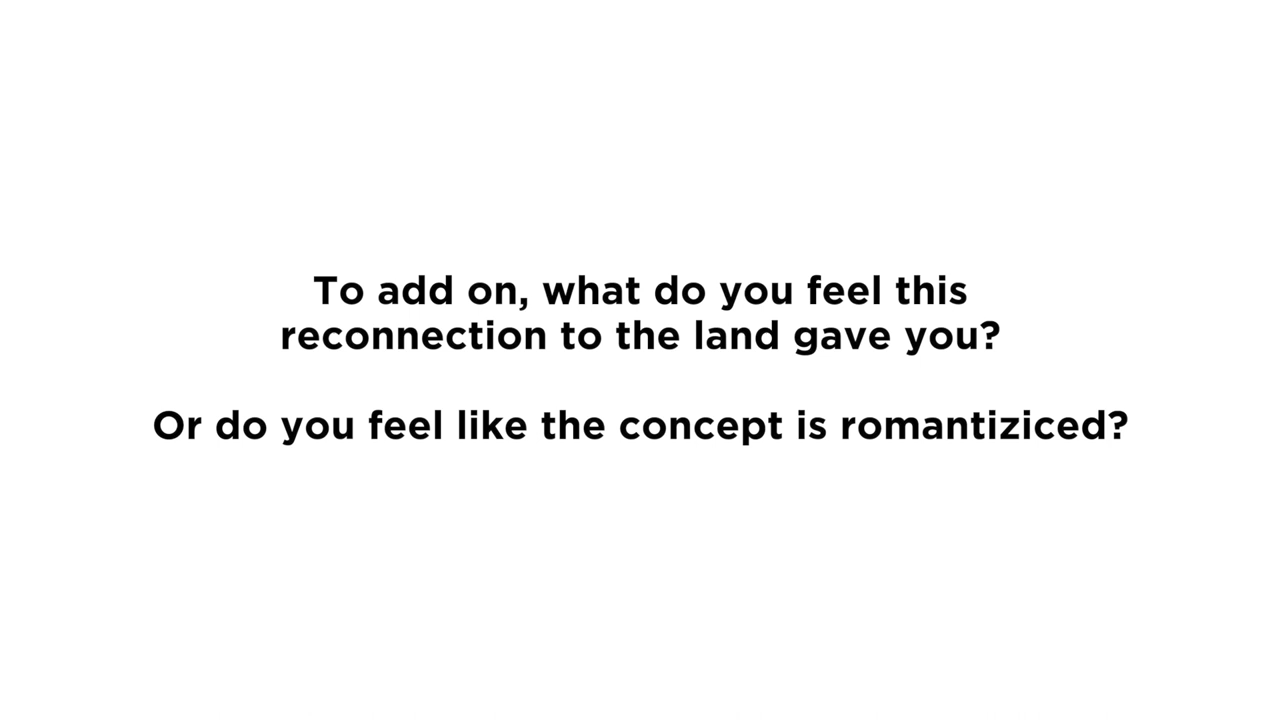 To add on, what do you feel this
reconnection to the land gave you?
Or do you feel like the concept is romantiziced?